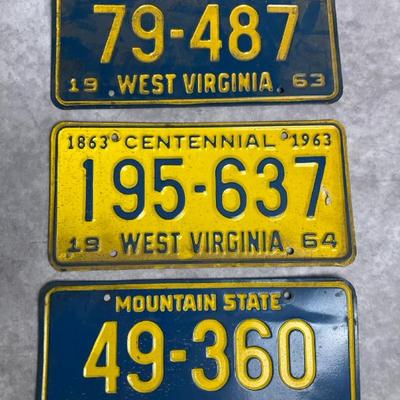 79-487
19 WEST VIRGINIA 63
1863 CENTENNIAL 1963
195-637
19 WEST VIRGINIA 64
MOUNTAIN STATE
49-360